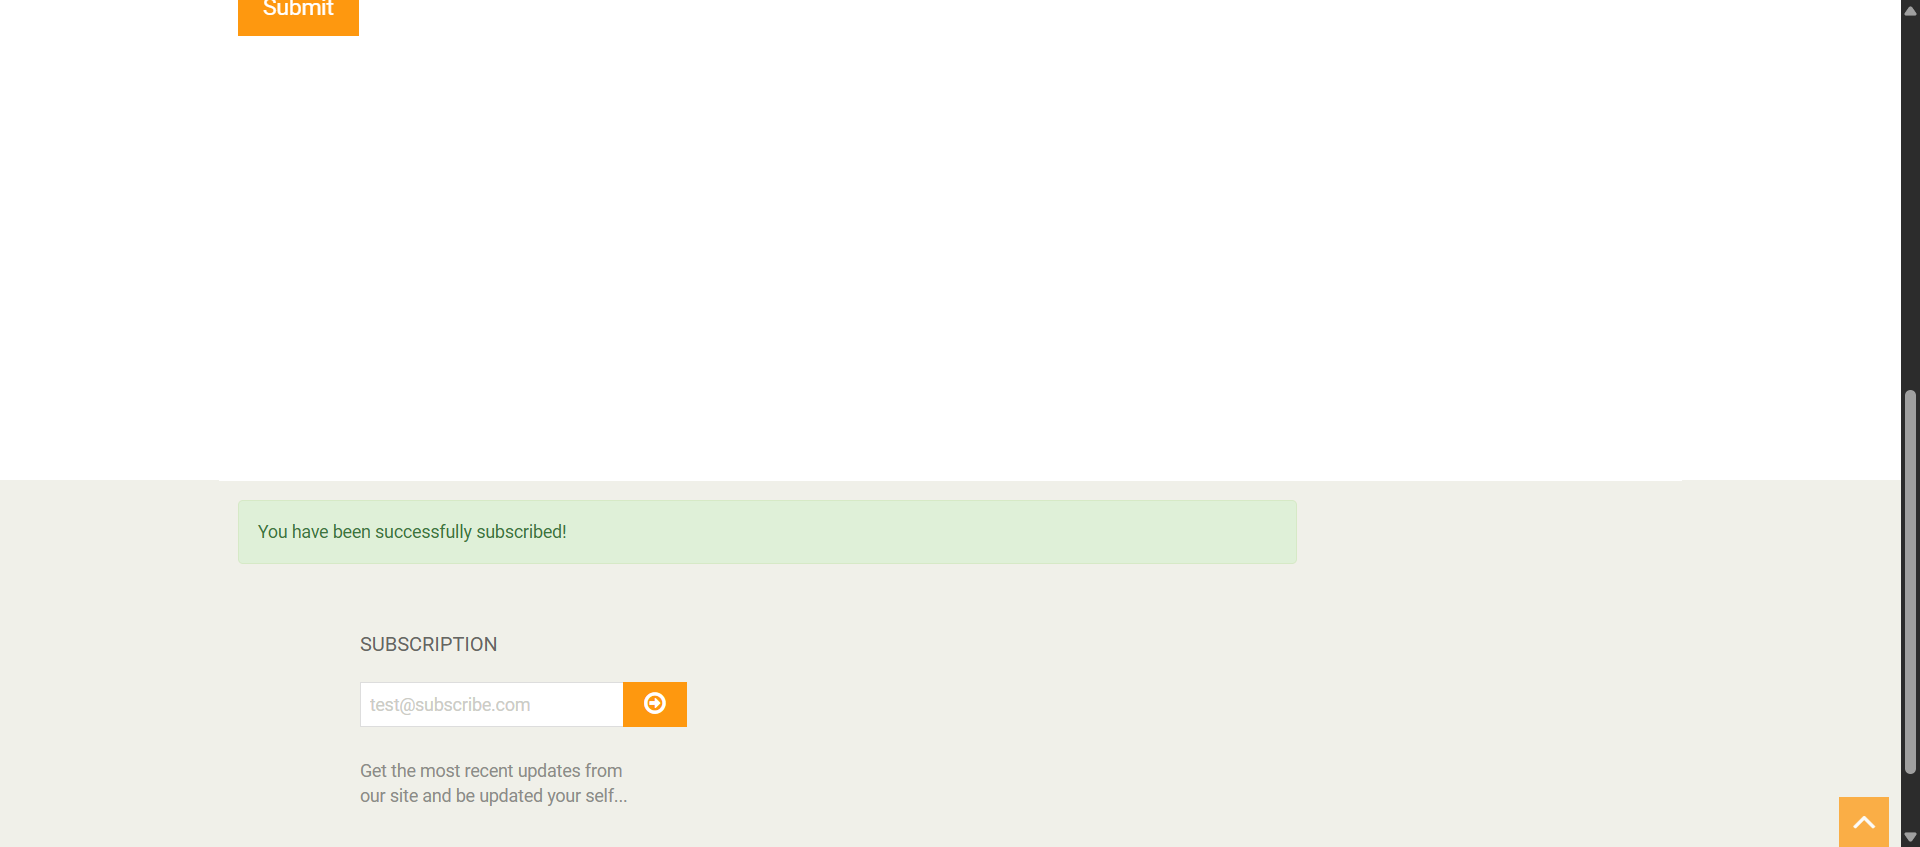 Submit
You have been successfully subscribed!
SUBSCRIPTION
test@subscribe.com
Get the most recent updates from
our site and be updated your self...